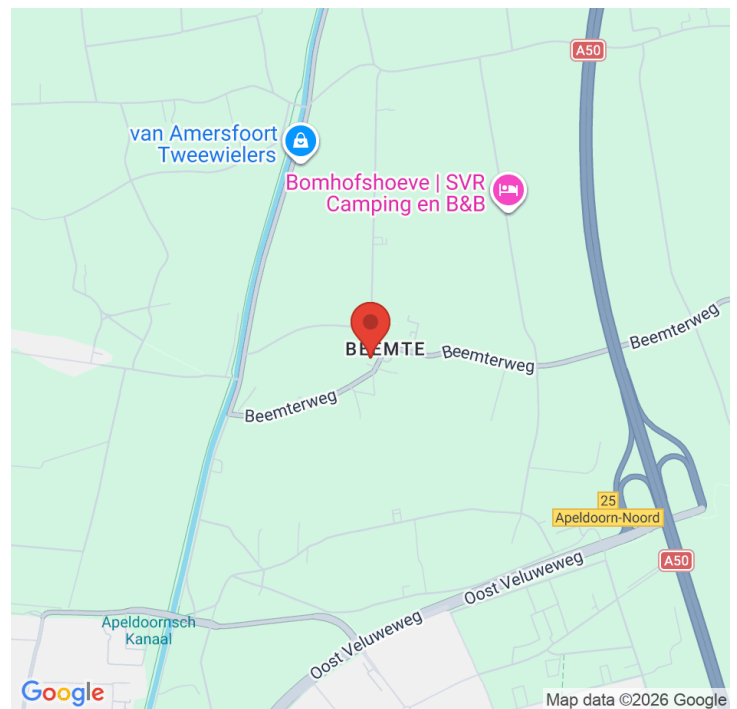 A50
van Amersfoort
Tweewielers
Bomhofshoeve | SVR
Camping en B&B
Beemterweg
BEEMTE
Beemterweg
Beemterweg
25
Apeldoorn-Noord
A50
Oost Veluweweg
Apeldoornsch
Kanaal
Oost Veluweweg
Google
Map data ©2026 Google